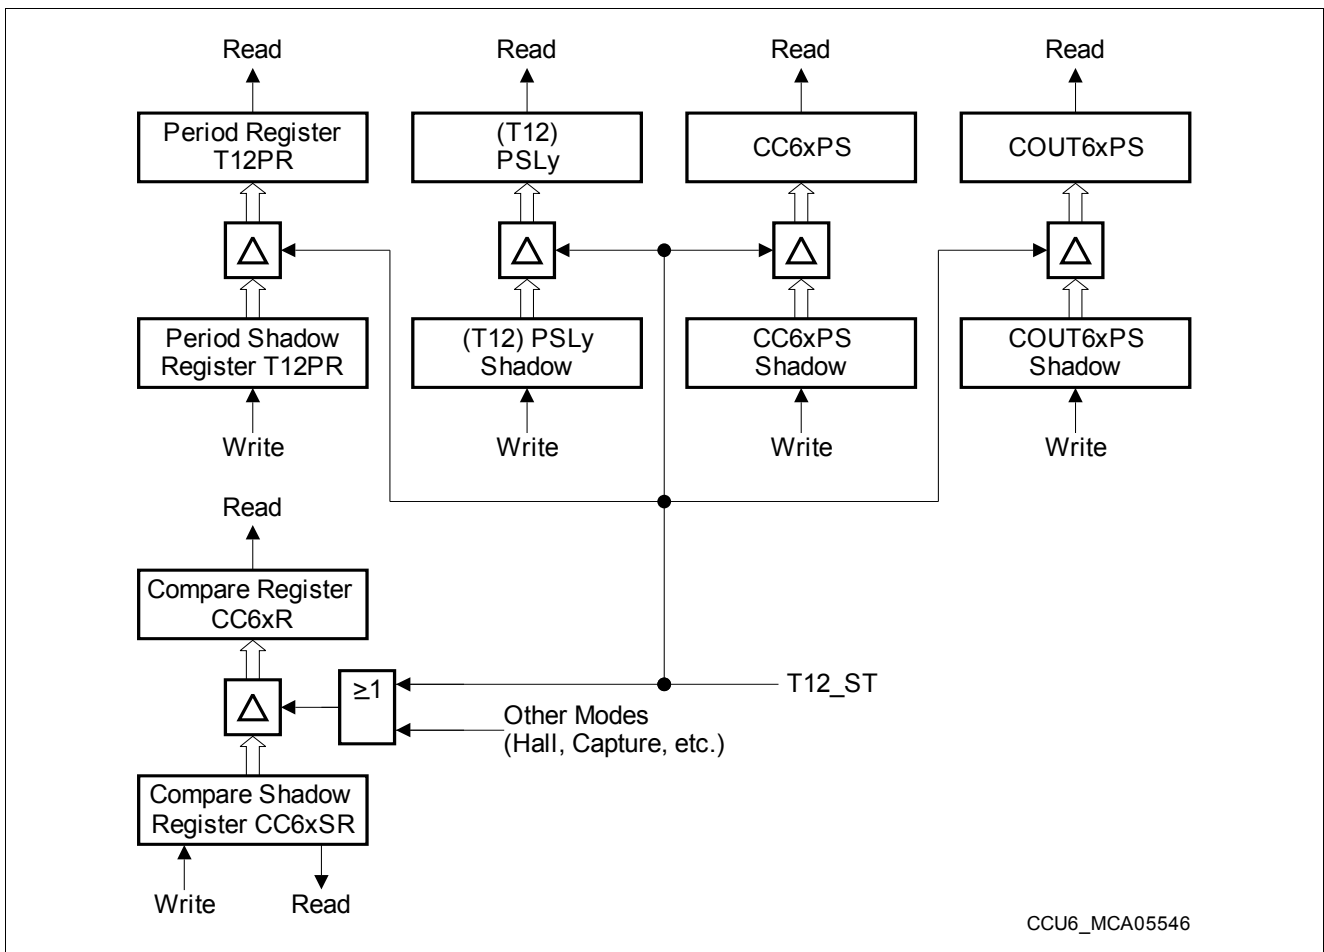 Read
Read
Read
Read
Period Register
T12PR
(T12)
PSLy
CC6xPS
COUT6xPS
Period Shadow
Register T12PR
(T12) PSLy
Shadow
CC6xPS
Shadow
COUT6xPS
Shadow
Write
Write
Write
Write
Read
Compare Register
CC6xR
≥1
T12_ST
Other Modes
(Hall, Capture, etc.)
Compare Shadow
Register CC6xSR
Write
Read
CCU6_MCA05546